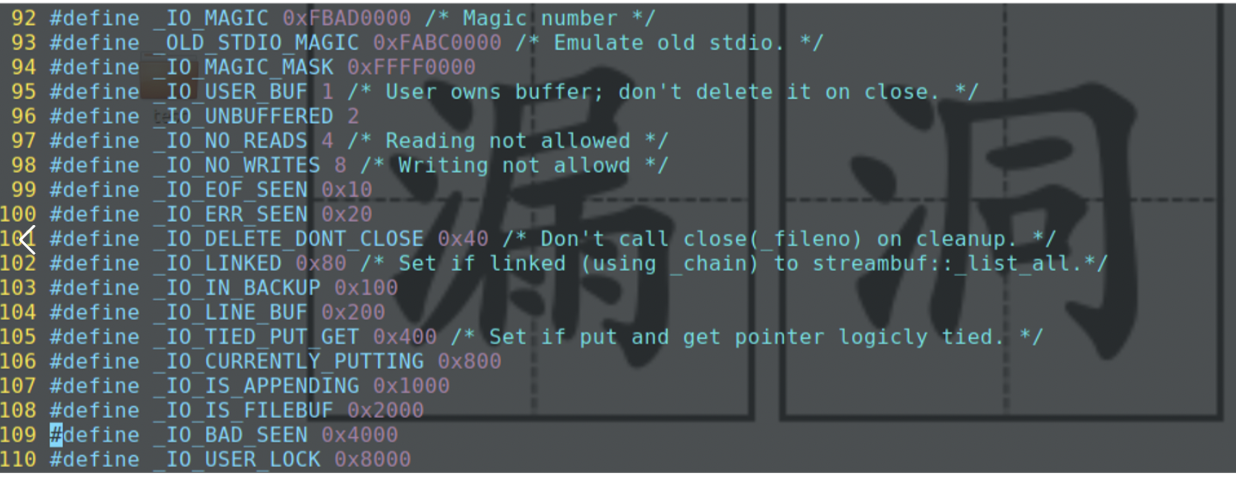 92 #define _IO_MAGIC 0xFBAD0000 /* Magic number */
93 #define _OLD_STDIO_MAGIC 0xFABC0000 /* Emulate old stdio. */
94 #define _IO_MAGIC_MASK 0xFFFF0000
95 #define _IO_USER_BUF 1 /* User owns buffer; don't delete it on close. */
96 #define _IO_UNBUFFERED 2
97 #define _IO_NO_READS 4 /* Reading not allowed */
98 #define _IO_NO_WRITES 8 /* Writing not allowd */
99 #define _IO_EOF_SEEN 0x10
100 #define _IO_ERR_SEEN 0x20
101 #define _IO_DELETE_DONT_CLOSE 0x40 /* Don't call close(_fileno) on cleanup. */
102 #define _IO_LINKED 0x80 /* Set if linked (using _chain) to streambuf::_list_all.*/
103 #define _IO_IN_BACKUP 0x100
104 #define _IO_LINE_BUF 0x200
105 #define _IO_TIED_PUT_GET 0x400 /* Set if put and get pointer logicly tied. */
106 #define _IO_CURRENTLY_PUTTING 0x800
107 #define _IO_IS_APPENDING 0x1000
108 #define _IO_IS_FILEBUF 0x2000
109 #define _IO_BAD_SEEN 0x4000
110 #define _IO_USER_LOCK 0x8000
漏洞